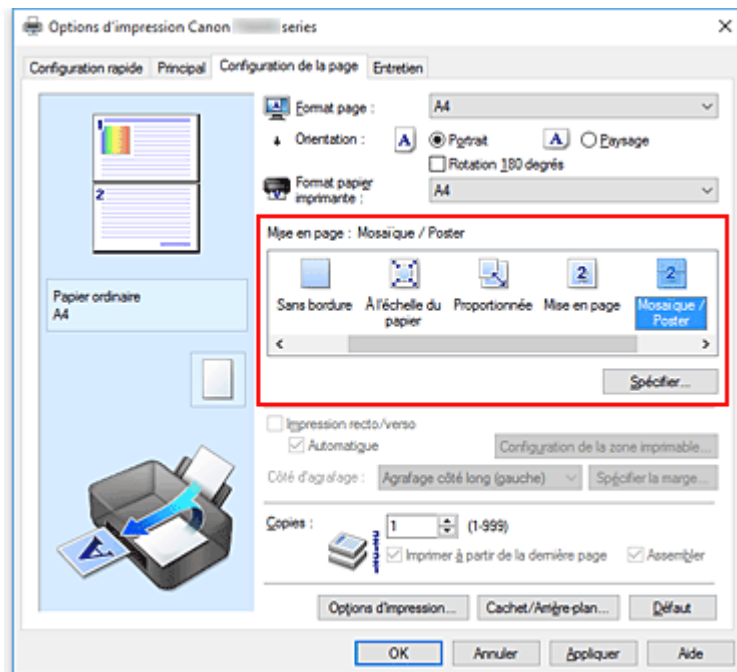 Options d'impression Canon series
Configuration rapide Principal Configuration de la page Entretien
Format page : A4
Orientation : A Portrait A Paysage
Rotation 180 degrés
Format papier imprimante : A4
1
2
Papier ordinaire
A4
Mise en page : Mosaïque / Poster
2 2
Sans bordure À l'échelle du papier Proportionnée Mise en page Mosaïque / Poster
Spécifier...
Impression recto/verso
Automatique Configuration de la zone imprimable...
Côté d'agrafage : Agrafage côté long (gauche) Spécifier la marge...
Copies : 1 (1-999)
Imprimer à partir de la dernière page Assembler
Options d'impression... Cachet/Arrière-plan... Défaut
OK Annuler Appliquer Aide